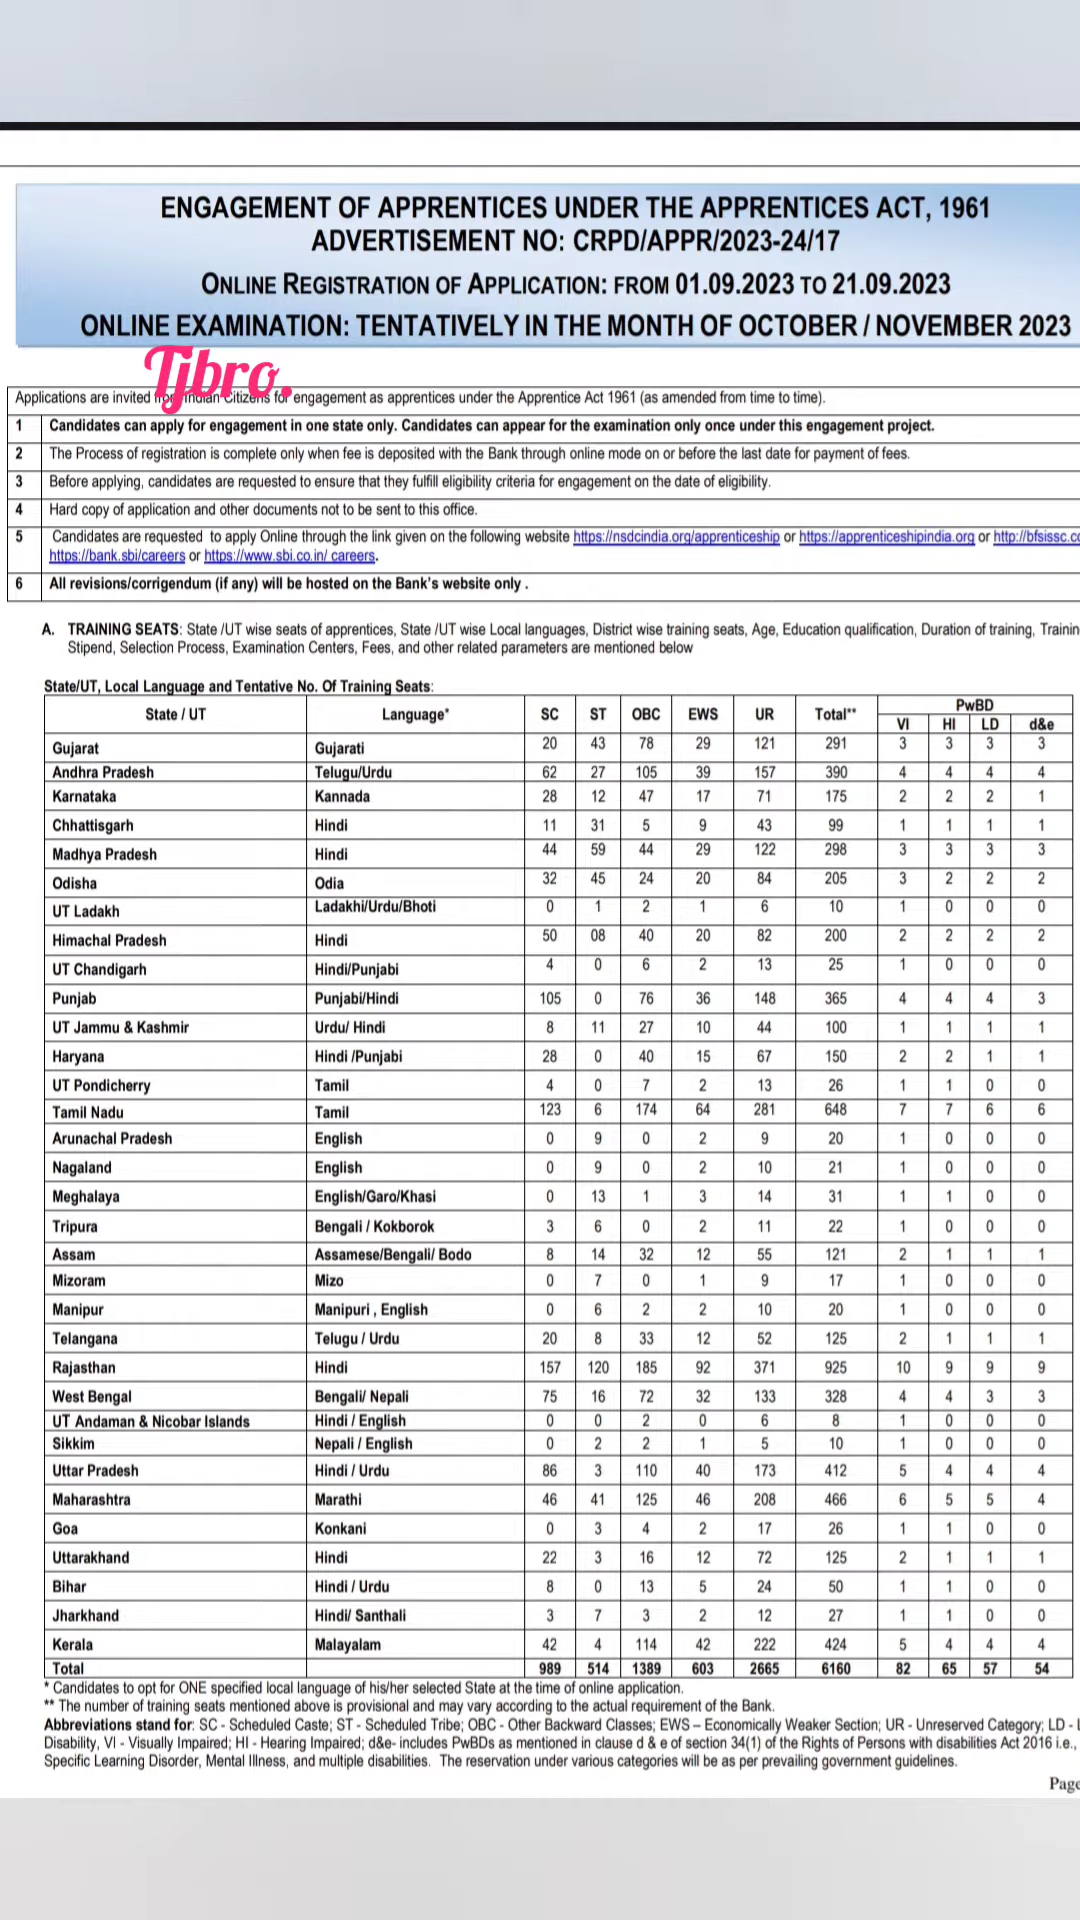 ENGAGEMENT OF APPRENTICES UNDER THE APPRENTICES ACT, 1961
ADVERTISEMENT NO: CRPD/APPR/2023-24/17
ONLINE REGISTRATION OF APPLICATION: FROM 01.09.2023 TO 21.09.2023
ONLINE EXAMINATION: TENTATIVELY IN THE MONTH OF OCTOBER / NOVEMBER 2023
Tjbro.
Applications are invited from Indian Citizens for engagement as apprentices under the Apprentice Act 1961 (as amended from time to time).
1 Candidates can apply for engagement in one state only. Candidates can appear for the examination only once under this engagement project.
2 The Process of registration is complete only when fee is deposited with the Bank through online mode on or before the last date for payment of fees.
3 Before applying, candidates are requested to ensure that they fulfill eligibility criteria for engagement on the date of eligibility.
4 Hard copy of application and other documents not to be sent to this office.
5 Candidates are requested to apply Online through the link given on the following website https://nsdcindia.org/apprenticeship or https://apprenticeshipindia.org or http://bfsissc.co
https://bank.sbi/careers or https://www.sbi.co.in/ careers.
6 All revisions/corrigendum (if any) will be hosted on the Bank's website only .
A. TRAINING SEATS: State /UT wise seats of apprentices, State /UT wise Local languages, District wise training seats, Age, Education qualification, Duration of training, Trainin
Stipend, Selection Process, Examination Centers, Fees, and other related parameters are mentioned below
State/UT, Local Language and Tentative No. Of Training Seats:
State / UT Language* SC ST OBC EWS UR Total** PwBD
VI HI LD d&e
Gujarat Gujarati 20 43 78 29 121 291 3 3 3 3
Andhra Pradesh Telugu/Urdu 62 27 105 39 157 390 4 4 4 4
Karnataka Kannada 28 12 47 17 71 175 2 2 2 1
Chhattisgarh Hindi 11 31 5 9 43 99 1 1 1 1
Madhya Pradesh Hindi 44 59 44 29 122 298 3 3 3 3
Odisha Odia 32 45 24 20 84 205 3 2 2 2
UT Ladakh Ladakhi/Urdu/Bhoti 0 1 2 1 6 10 1 0 0 0
Himachal Pradesh Hindi 50 08 40 20 82 200 2 2 2 2
UT Chandigarh Hindi/Punjabi 4 0 6 2 13 25 1 0 0 0
Punjab Punjabi/Hindi 105 0 76 36 148 365 4 4 4 3
UT Jammu & Kashmir Urdu/ Hindi 8 11 27 10 44 100 1 1 1 1
Haryana Hindi /Punjabi 28 0 40 15 67 150 2 2 1 1
UT Pondicherry Tamil 4 0 7 2 13 26 1 1 0 0
Tamil Nadu Tamil 123 6 174 64 281 648 7 7 6 6
Arunachal Pradesh English 0 9 0 2 9 20 1 0 0 0
Nagaland English 0 9 0 2 10 21 1 0 0 0
Meghalaya English/Garo/Khasi 0 13 1 3 14 31 1 1 0 0
Tripura Bengali / Kokborok 3 6 0 2 11 22 1 0 0 0
Assam Assamese/Bengali/ Bodo 8 14 32 12 55 121 2 1 1 1
Mizoram Mizo 0 7 0 1 9 17 1 0 0 0
Manipur Manipuri , English 0 6 2 2 10 20 1 0 0 0
Telangana Telugu / Urdu 20 8 33 12 52 125 2 1 1 1
Rajasthan Hindi 157 120 185 92 371 925 10 9 9 9
West Bengal Bengali/ Nepali 75 16 72 32 133 328 4 4 3 3
UT Andaman & Nicobar Islands Hindi / English 0 0 2 0 6 8 1 0 0 0
Sikkim Nepali / English 0 2 2 1 5 10 1 0 0 0
Uttar Pradesh Hindi / Urdu 86 3 110 40 173 412 5 4 4 4
Maharashtra Marathi 46 41 125 46 208 466 6 5 5 4
Goa Konkani 0 3 4 2 17 26 1 1 0 0
Uttarakhand Hindi 22 3 16 12 72 125 2 1 1 1
Bihar Hindi / Urdu 8 0 13 5 24 50 1 1 0 0
Jharkhand Hindi/ Santhali 3 7 3 2 12 27 1 1 0 0
Kerala Malayalam 42 4 114 42 222 424 5 4 4 4
Total 989 514 1389 603 2665 6160 82 65 57 54
* Candidates to opt for ONE specified local language of his/her selected State at the time of online application.
** The number of training seats mentioned above is provisional and may vary according to the actual requirement of the Bank.
Abbreviations stand for: SC - Scheduled Caste; ST - Scheduled Tribe; OBC - Other Backward Classes; EWS – Economically Weaker Section; UR - Unreserved Category; LD - L
Disability, VI - Visually Impaired; HI - Hearing Impaired; d&e- includes PwBDs as mentioned in clause d & e of section 34(1) of the Rights of Persons with disabilities Act 2016 i.e.,
Specific Learning Disorder, Mental Illness, and multiple disabilities. The reservation under various categories will be as per prevailing government guidelines.
Page